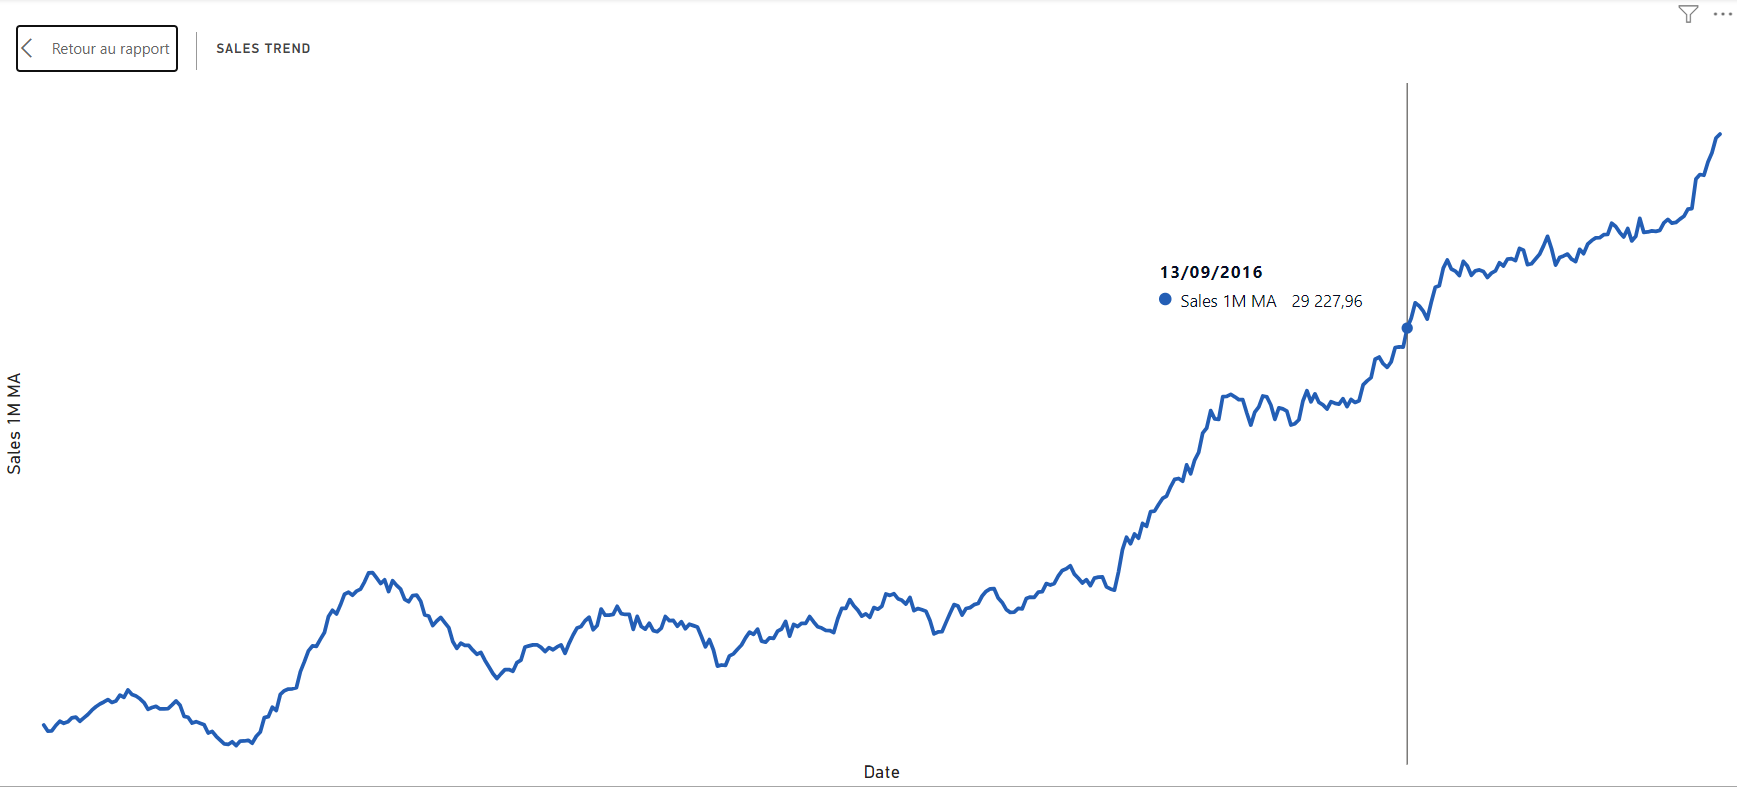 Retour au rapport
SALES TREND
13/09/2016
Sales 1M MA 29 227,96
Sales 1M MA
Date